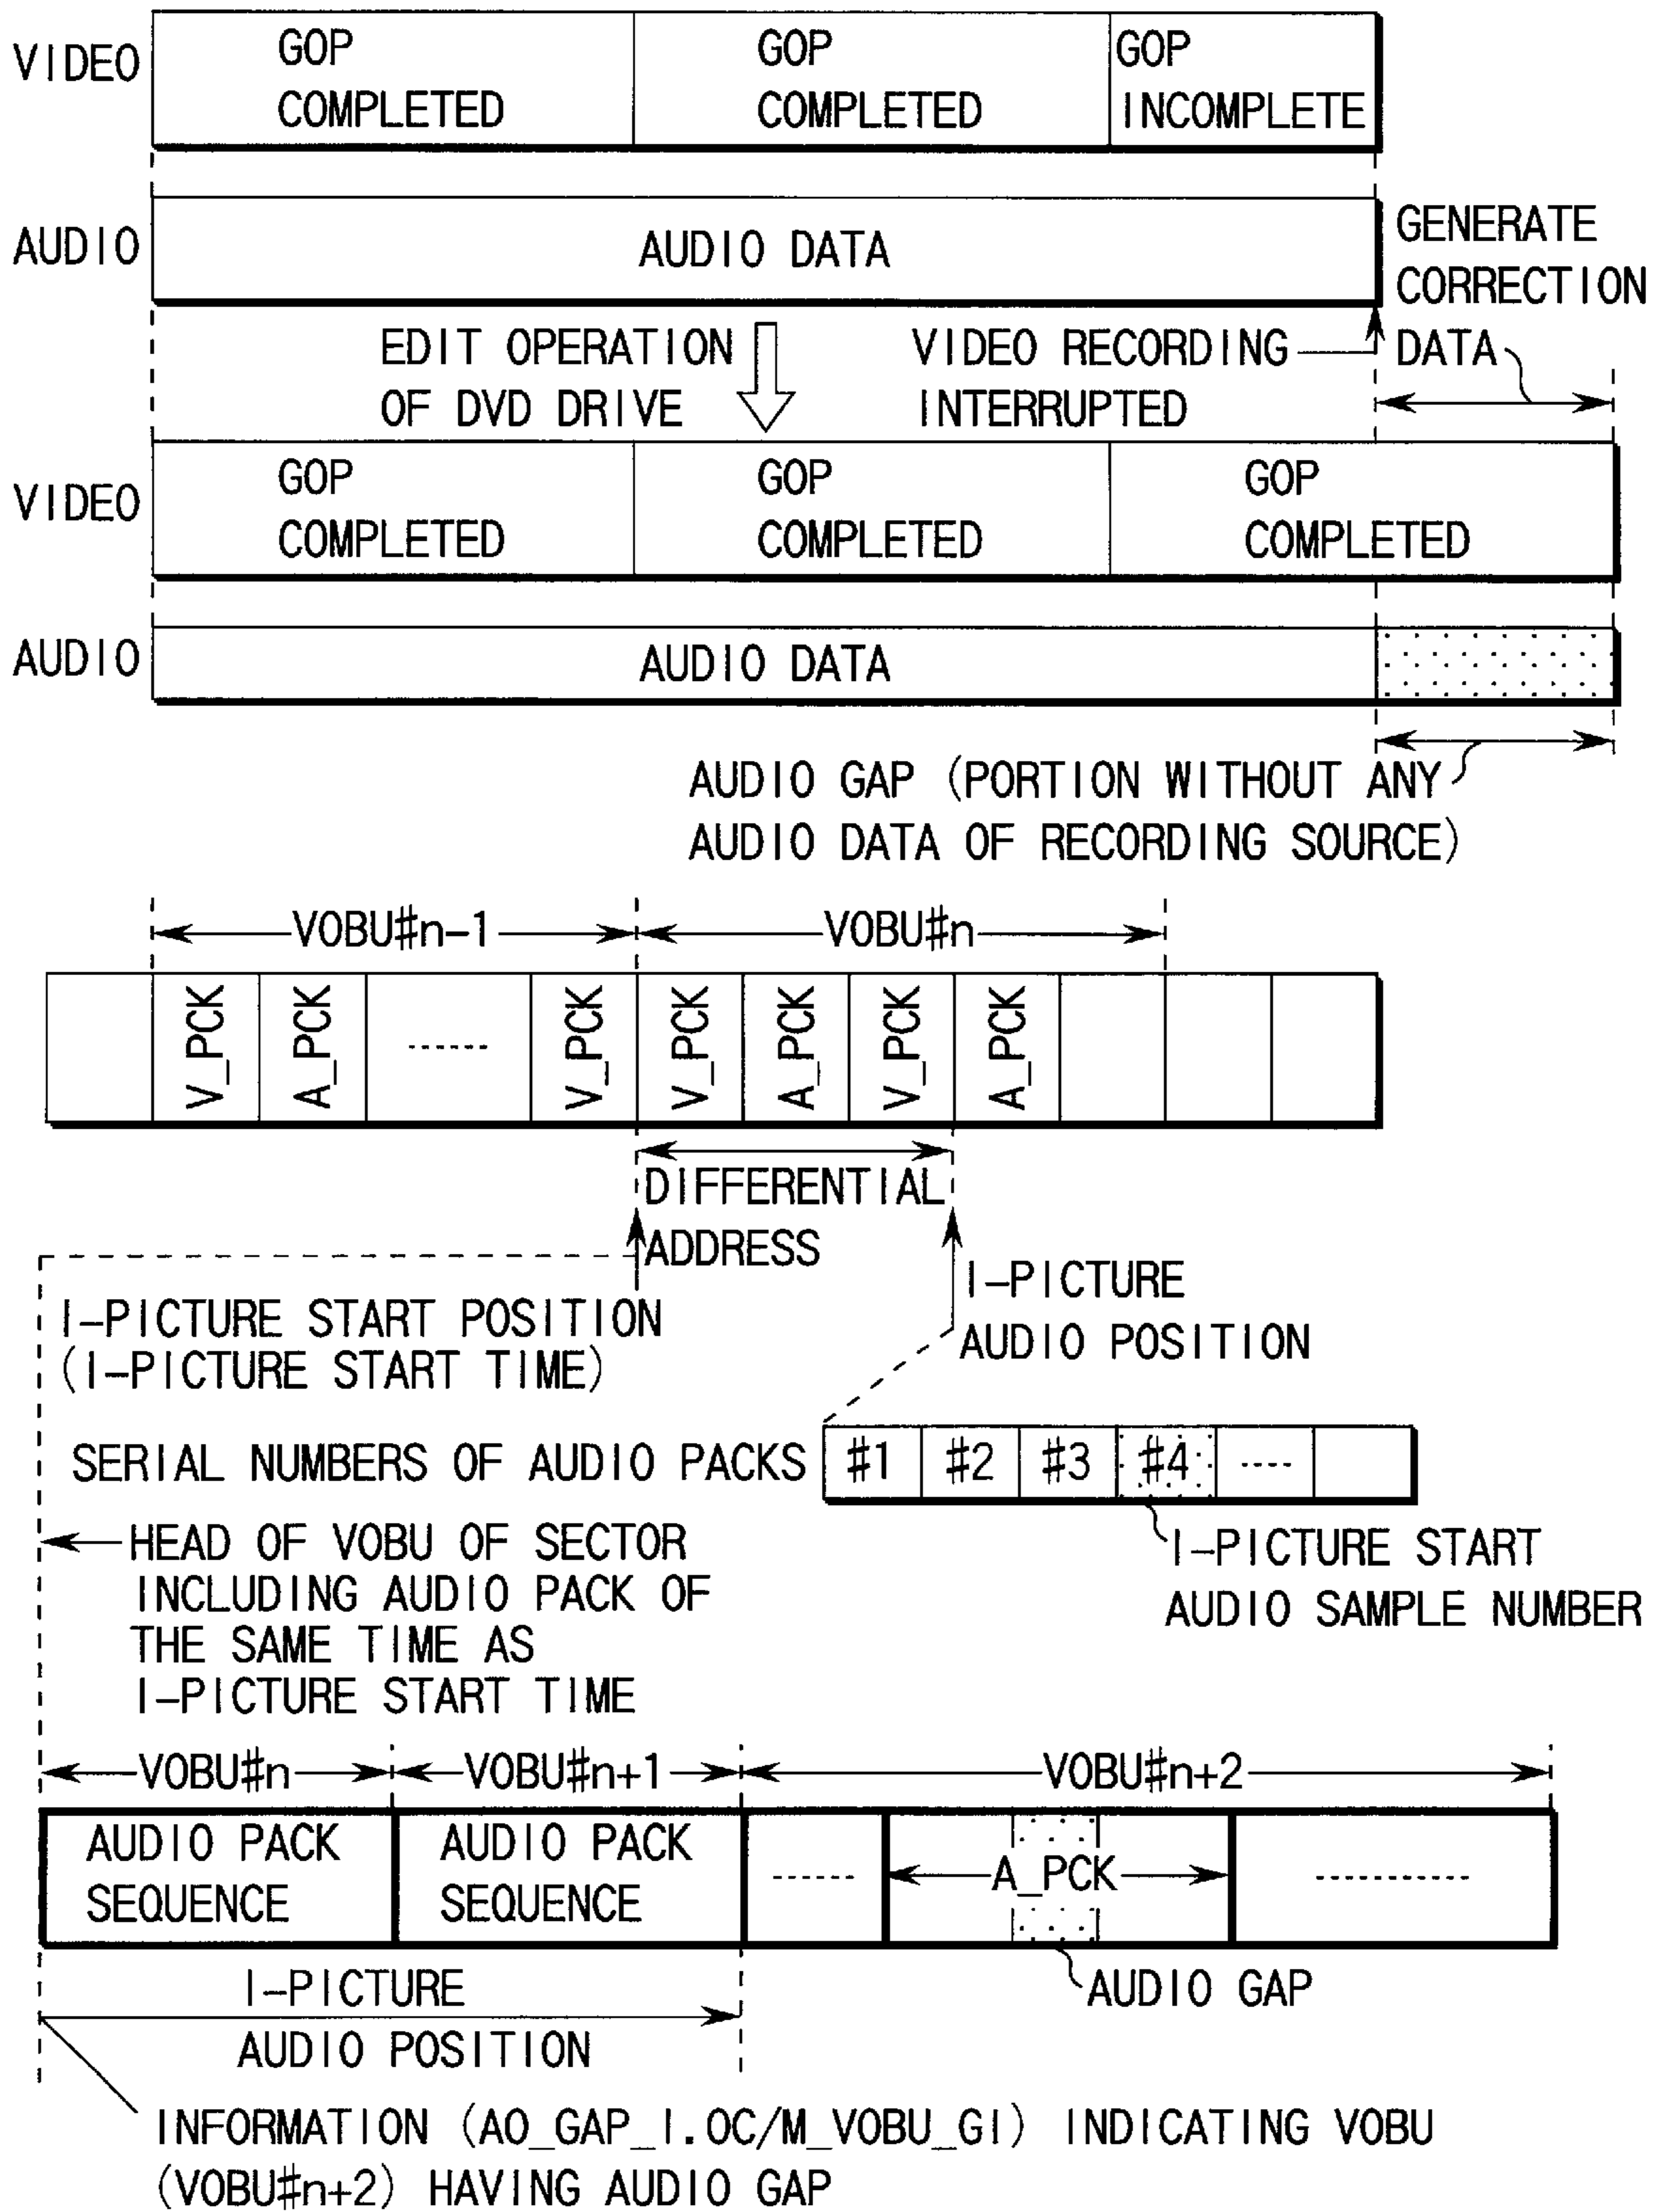 VIDEO
GOP
COMPLETED
GOP
COMPLETED
GOP
INCOMPLETE
AUDIO
AUDIO DATA
GENERATE
CORRECTION
DATA
EDIT OPERATION
OF DVD DRIVE
VIDEO RECORDING
INTERRUPTED
VIDEO
GOP
COMPLETED
GOP
COMPLETED
GOP
COMPLETED
AUDIO
AUDIO DATA
AUDIO GAP (PORTION WITHOUT ANY
AUDIO DATA OF RECORDING SOURCE)
VOBU#n-1
VOBU#n
V_PCK
A_PCK
V_PCK
V_PCK
A_PCK
V_PCK
A_PCK
DIFFERENTIAL
ADDRESS
I-PICTURE START POSITION
(I-PICTURE START TIME)
I-PICTURE
AUDIO POSITION
SERIAL NUMBERS OF AUDIO PACKS
#1
#2
#3
#4
I-PICTURE START
AUDIO SAMPLE NUMBER
HEAD OF VOBU OF SECTOR
INCLUDING AUDIO PACK OF
THE SAME TIME AS
I-PICTURE START TIME
VOBU#n
VOBU#n+1
VOBU#n+2
AUDIO PACK
SEQUENCE
AUDIO PACK
SEQUENCE
A_PCK
AUDIO GAP
I-PICTURE
AUDIO POSITION
INFORMATION (AO_GAP_I.OC/M_VOBU_GI) INDICATING VOBU
(VOBU#n+2) HAVING AUDIO GAP